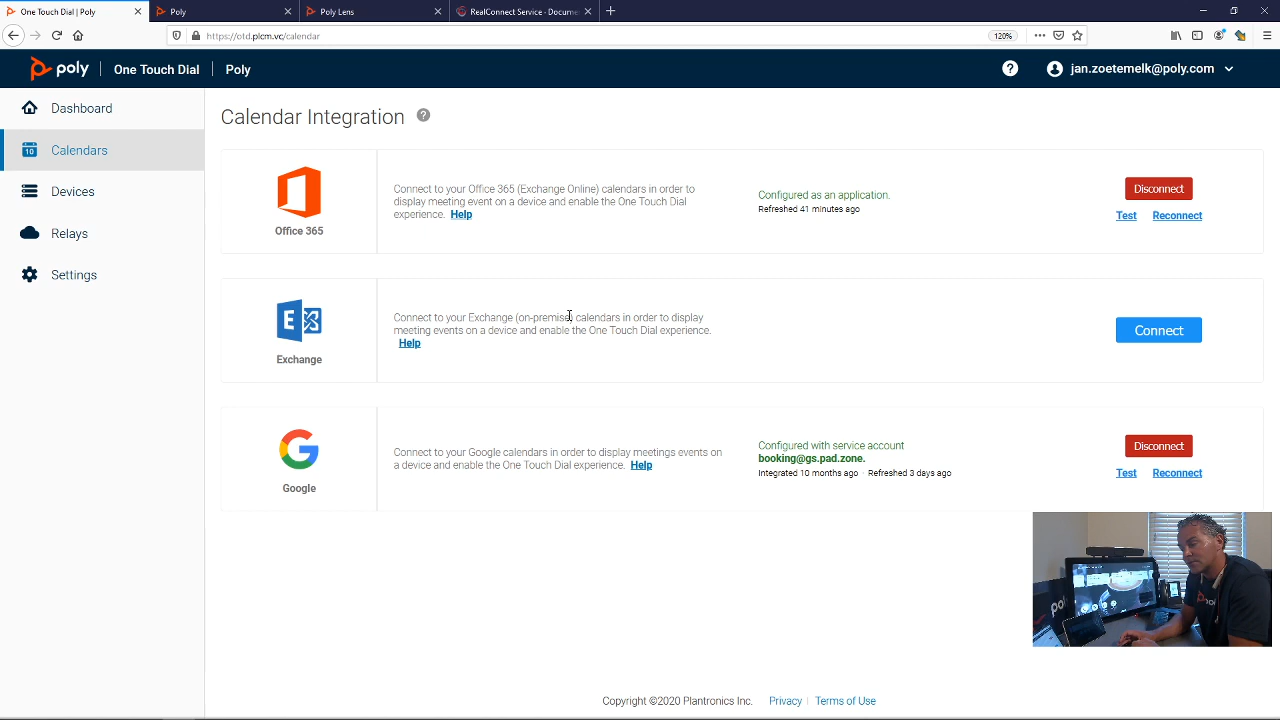 One Touch Dial | Poly
Poly
Poly Lens
RealConnect Service - Docume
https://otd.plcm.vc/calendar
120%
poly
One Touch Dial
Poly
jan.zoetemelk@poly.com
Dashboard
Calendars
Devices
Relays
Settings
Calendar Integration
Office 365
Connect to your Office 365 (Exchange Online) calendars in order to
display meeting event on a device and enable the One Touch Dial
experience. Help
Configured as an application.
Refreshed 41 minutes ago
Disconnect
Test Reconnect
Exchange
Connect to your Exchange (on-premise) calendars in order to display
meeting events on a device and enable the One Touch Dial experience.
Help
Connect
Google
Connect to your Google calendars in order to display meetings events on
a device and enable the One Touch Dial experience. Help
Configured with service account
booking@gs.pad.zone.
Integrated 10 months ago · Refreshed 3 days ago
Disconnect
Test Reconnect
Copyright ©2020 Plantronics Inc. Privacy | Terms of Use